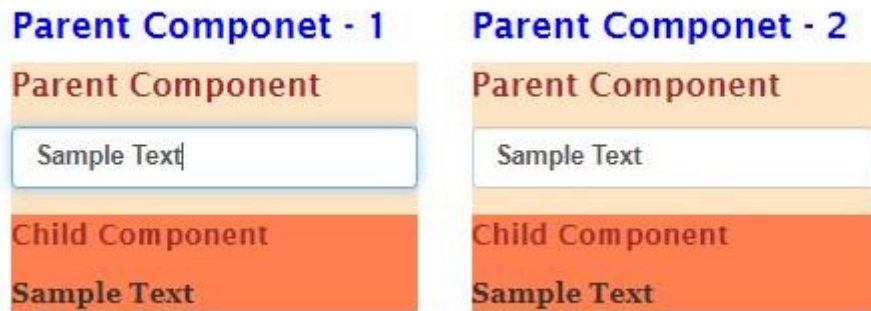 Parent Componet - 1
Parent Component
Sample Text
Child Component
Sample Text
Parent Componet - 2
Parent Component
Sample Text
Child Component
Sample Text